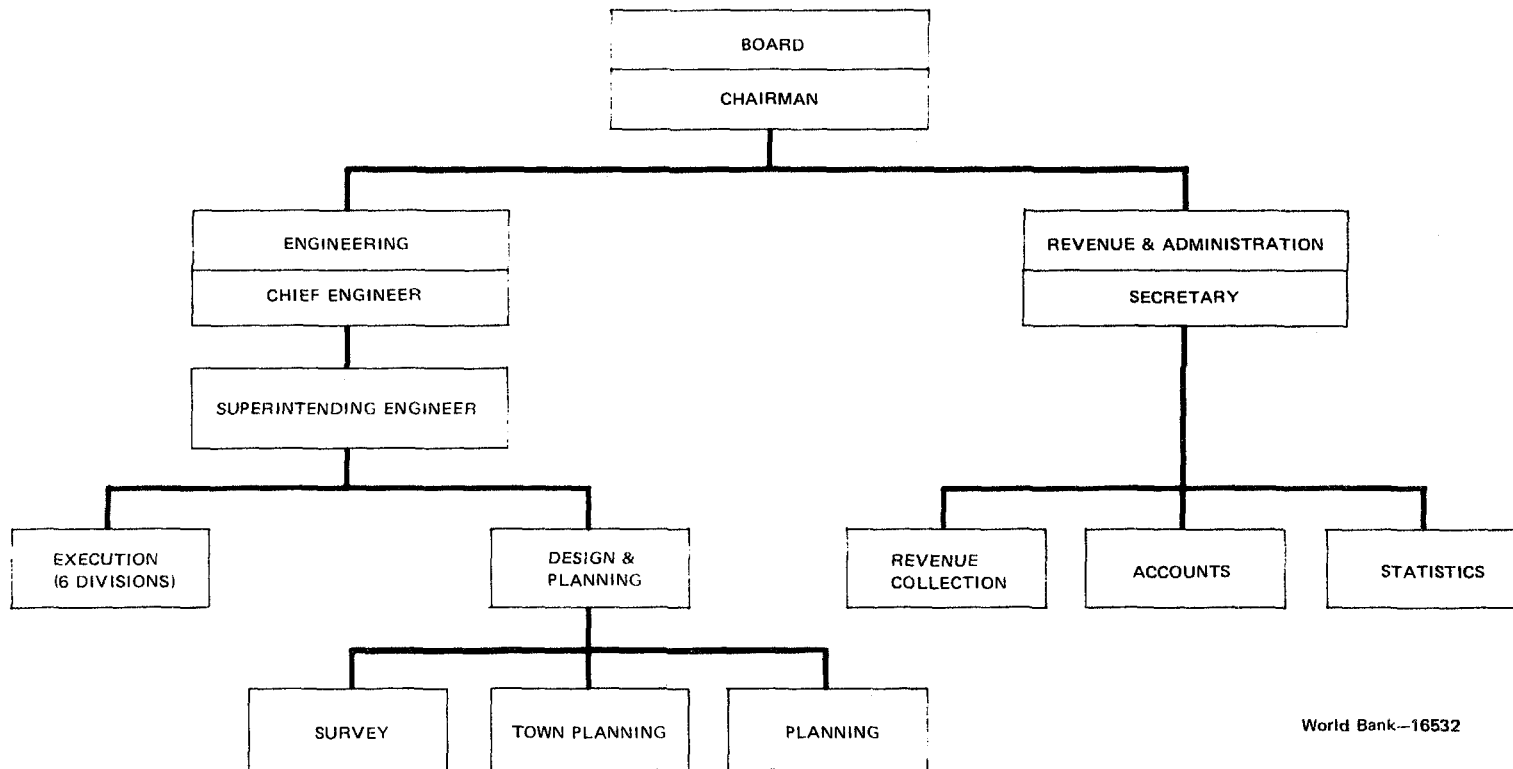 BOARD
CHAIRMAN
ENGINEERING
CHIEF ENGINEER
REVENUE & ADMINISTRATION
SECRETARY
SUPERINTENDING ENGINEER
EXECUTION
(6 DIVISIONS)
DESIGN &
PLANNING
REVENUE
COLLECTION
ACCOUNTS
STATISTICS
SURVEY
TOWN PLANNING
PLANNING
World Bank—16532